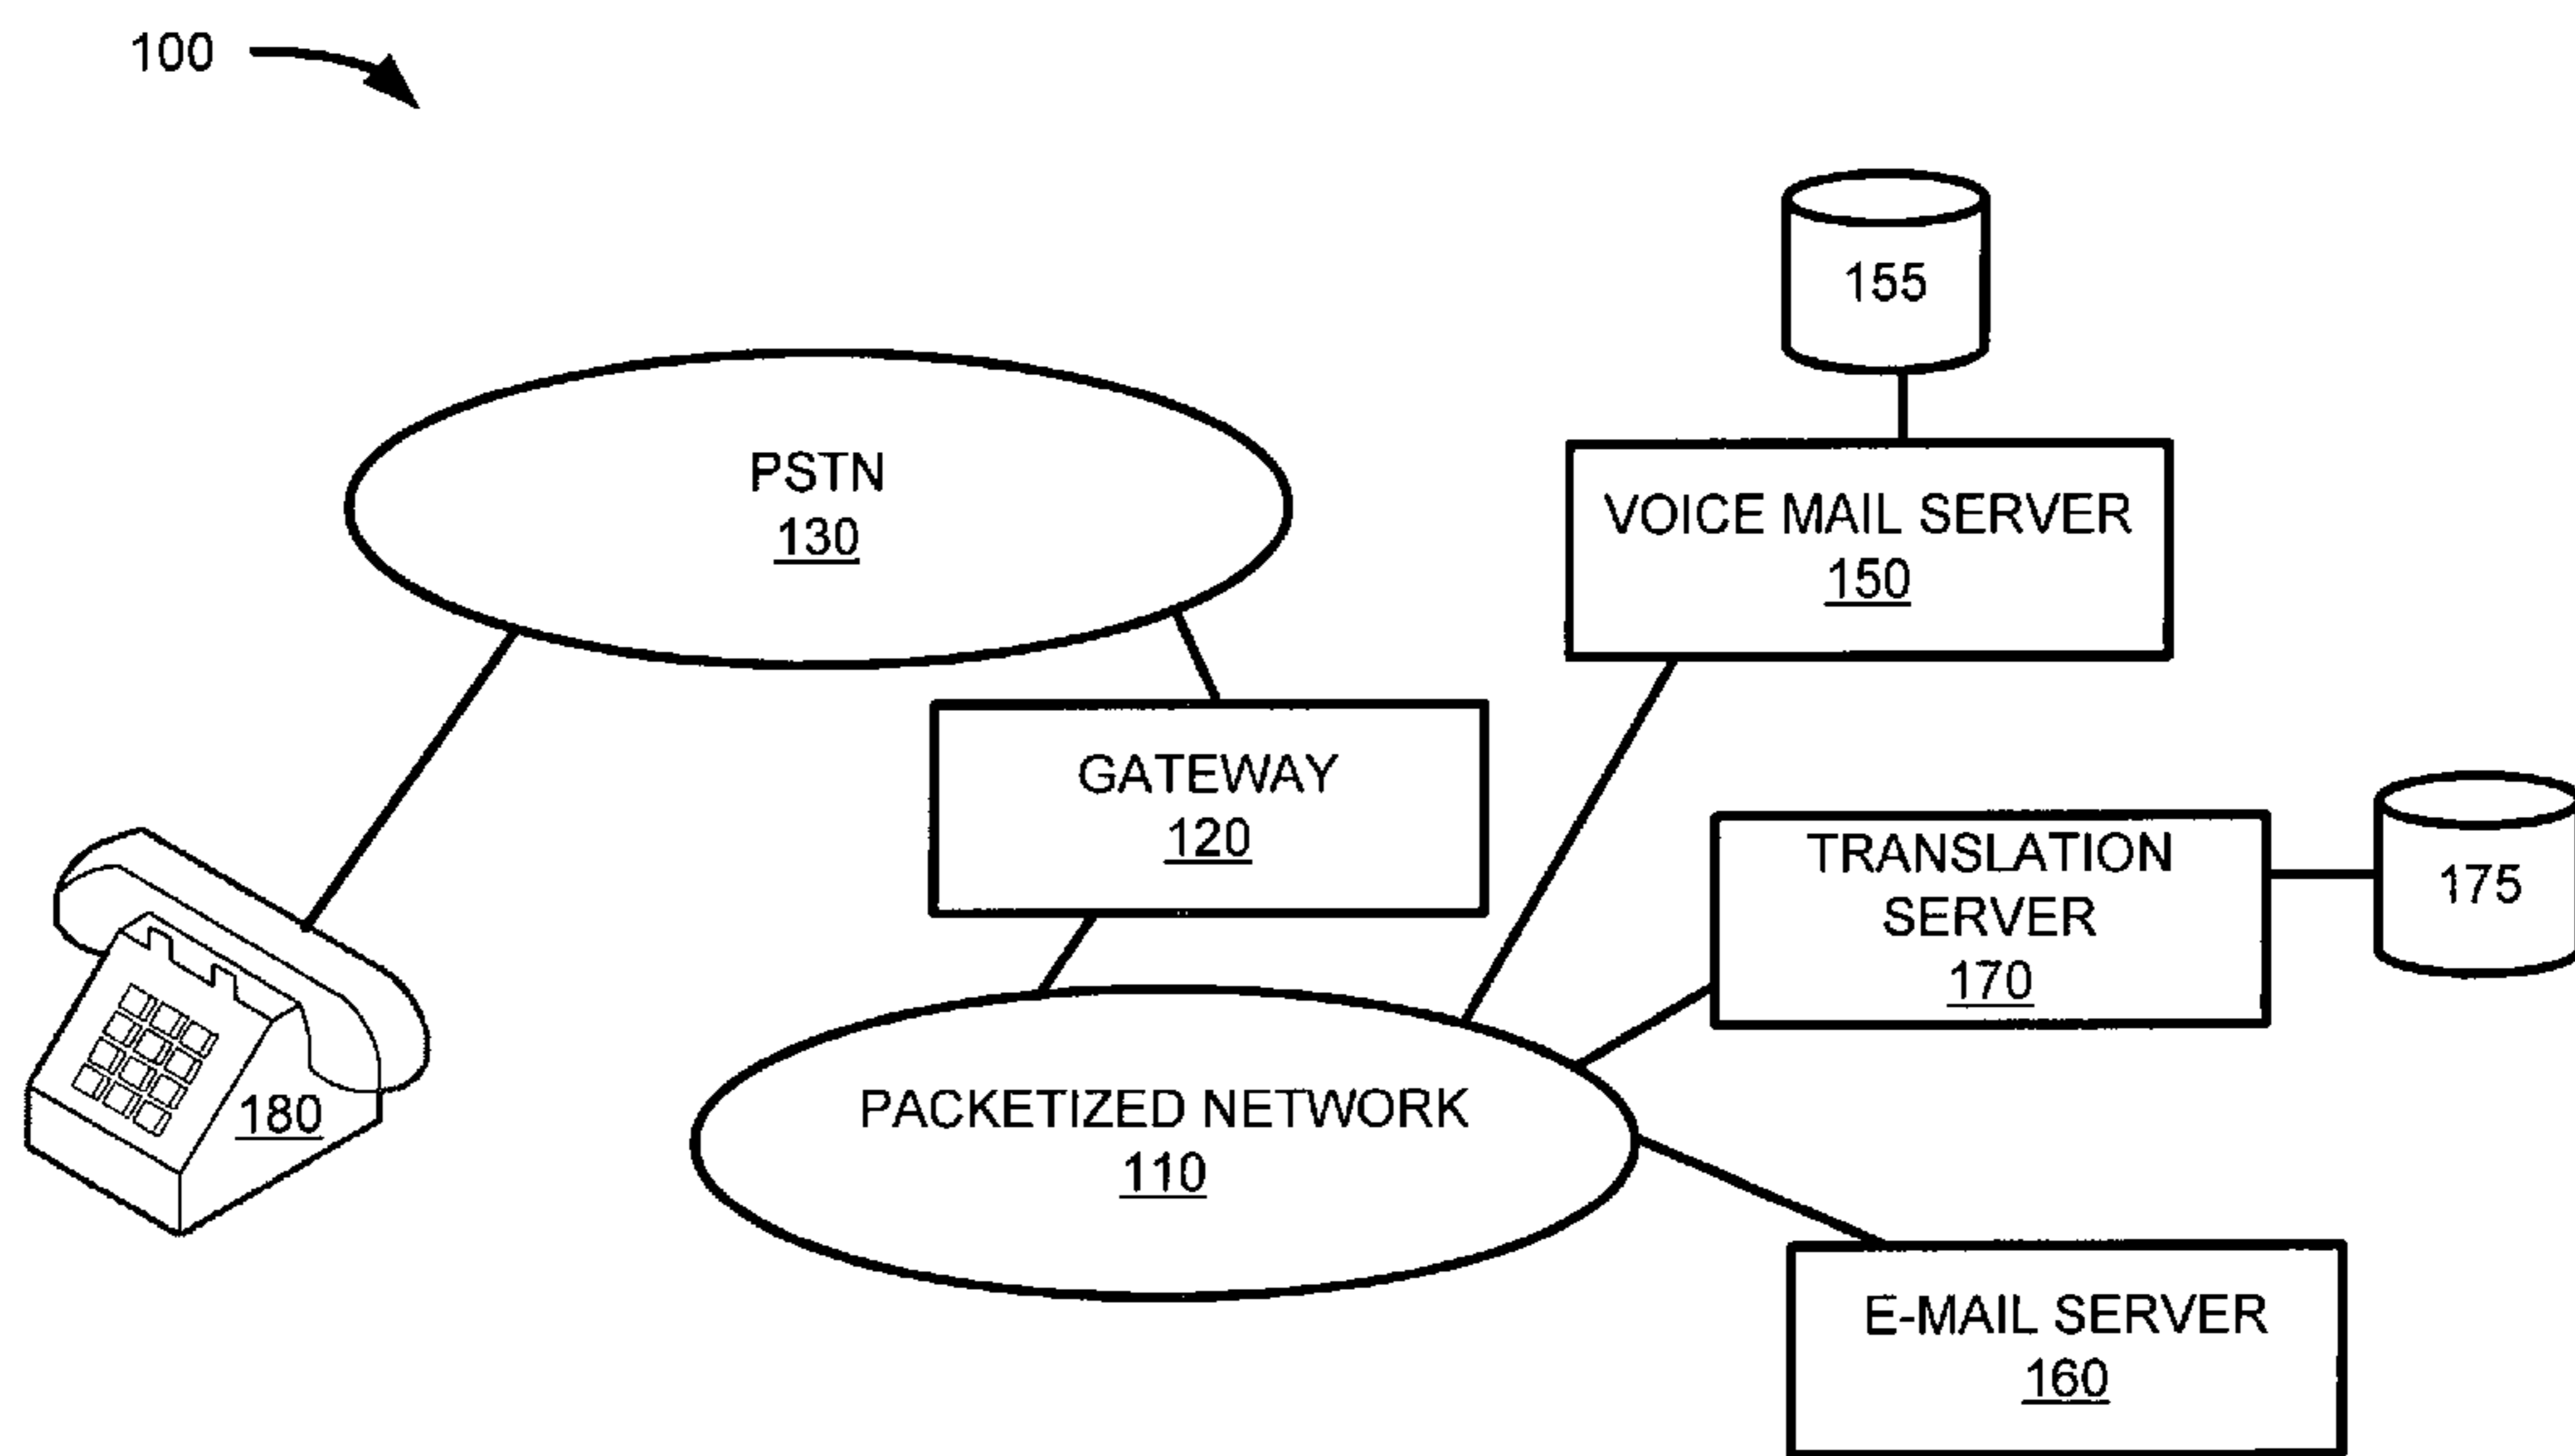 100
155
PSTN
130
VOICE MAIL SERVER
150
GATEWAY
120
TRANSLATION
SERVER
170
175
180
PACKETIZED NETWORK
110
E-MAIL SERVER
160